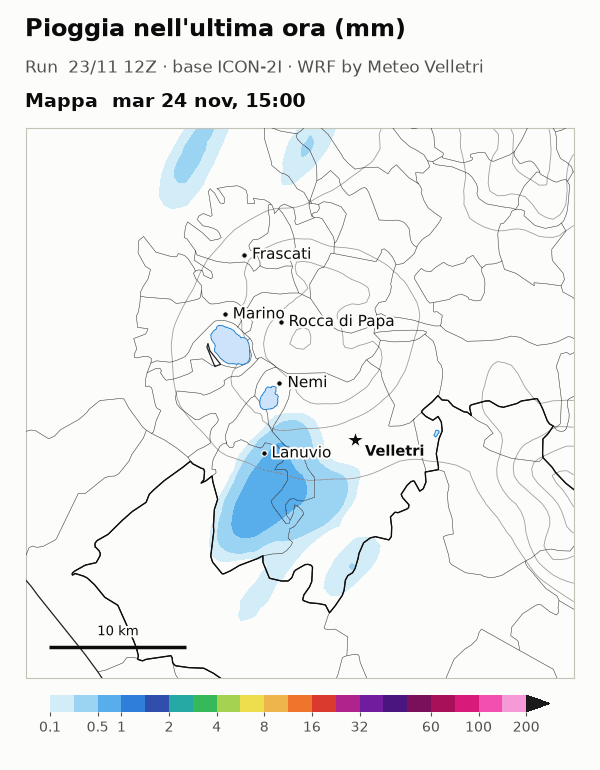 Pioggia nell'ultima ora (mm)
Run  23/11 12Z · base ICON-2I · WRF by Meteo Velletri
Mappa  mar 24 nov, 15:00
Frascati
Marino
Rocca di Papa
Nemi
Velletri
Lanuvio
10 km
0.1 0.5 1 2 4 8 16 32 60 100 200